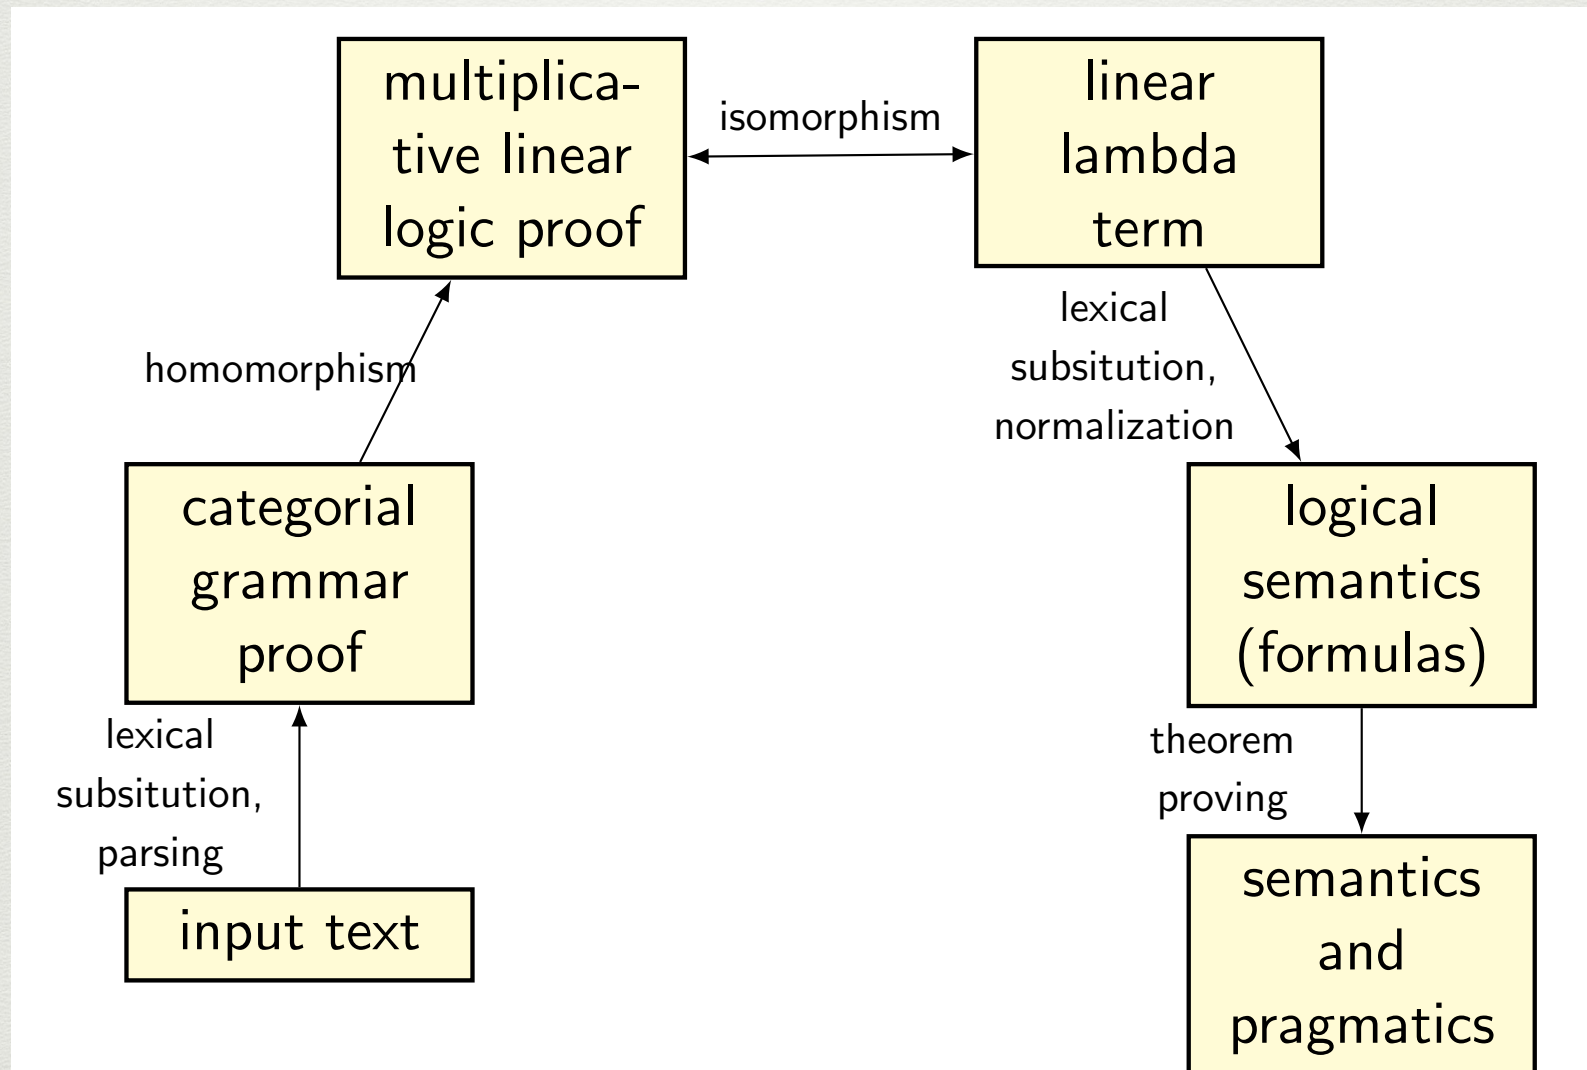 multiplica-
tive linear
logic proof
isomorphism
linear
lambda
term
homomorphism
lexical
subsitution,
normalization
categorial
grammar
proof
logical
semantics
(formulas)
lexical
subsitution,
parsing
theorem
proving
input text
semantics
and
pragmatics